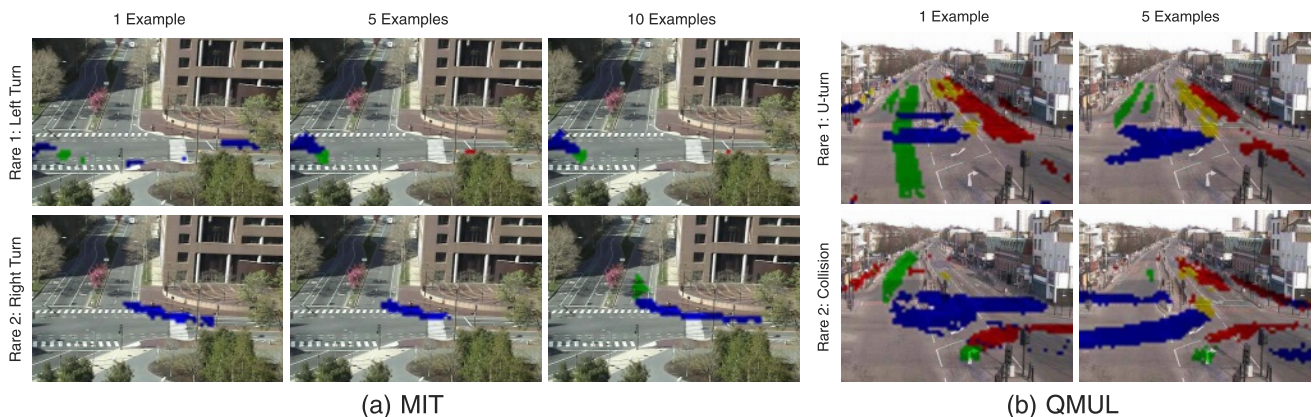 1 Example 5 Examples 10 Examples 1 Example 5 Examples
Rare 1: Left Turn
Rare 2: Right Turn
Rare 1: U-turn
Rare 2: Collision
(a) MIT (b) QMUL